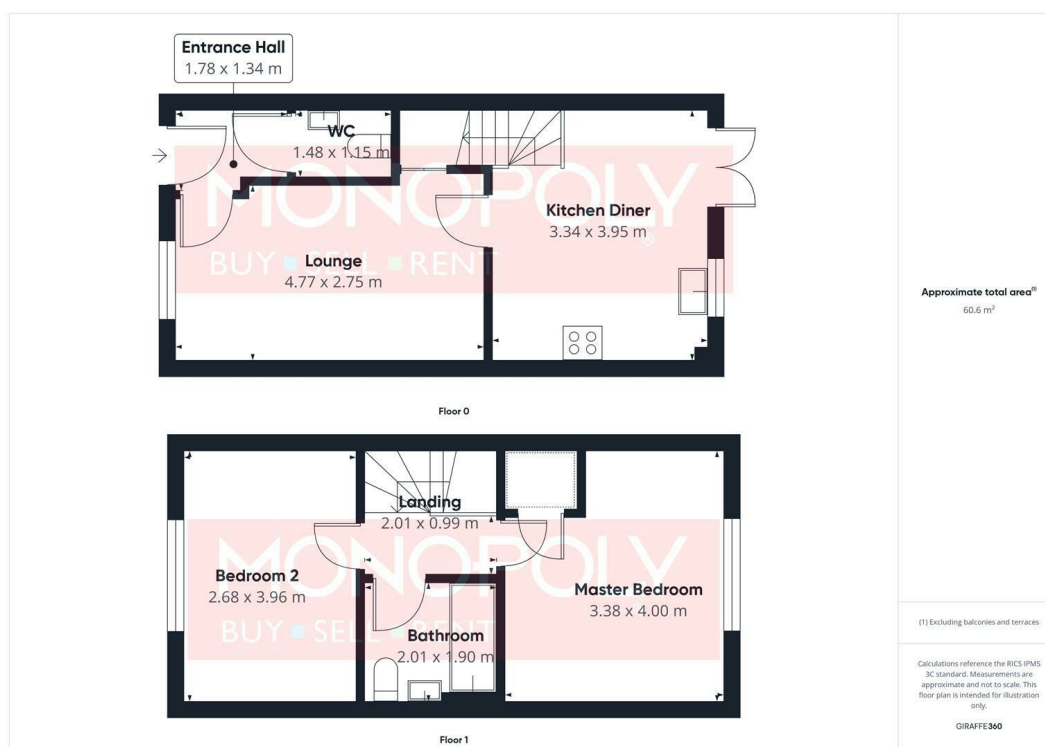 Entrance Hall
1.78 x 1.34 m
WC
1.48 x 1.15 m
MONOPOLY
®
BUY SELL RENT
Kitchen Diner
3.34 x 3.95 m
Lounge
4.77 x 2.75 m
Floor 0
Landing
2.01 x 0.99 m
MONOPOLY
BUY SELL RENT
Bedroom 2
2.68 x 3.96 m
Master Bedroom
3.38 x 4.00 m
Bathroom
2.01 x 1.90 m
Floor 1
Approximate total area(1)
60.6 m²
(1) Excluding balconies and terraces
Calculations reference the RICS IPMS
3C standard. Measurements are
approximate and not to scale. This
floor plan is intended for illustration
only.
GIRAFFE360